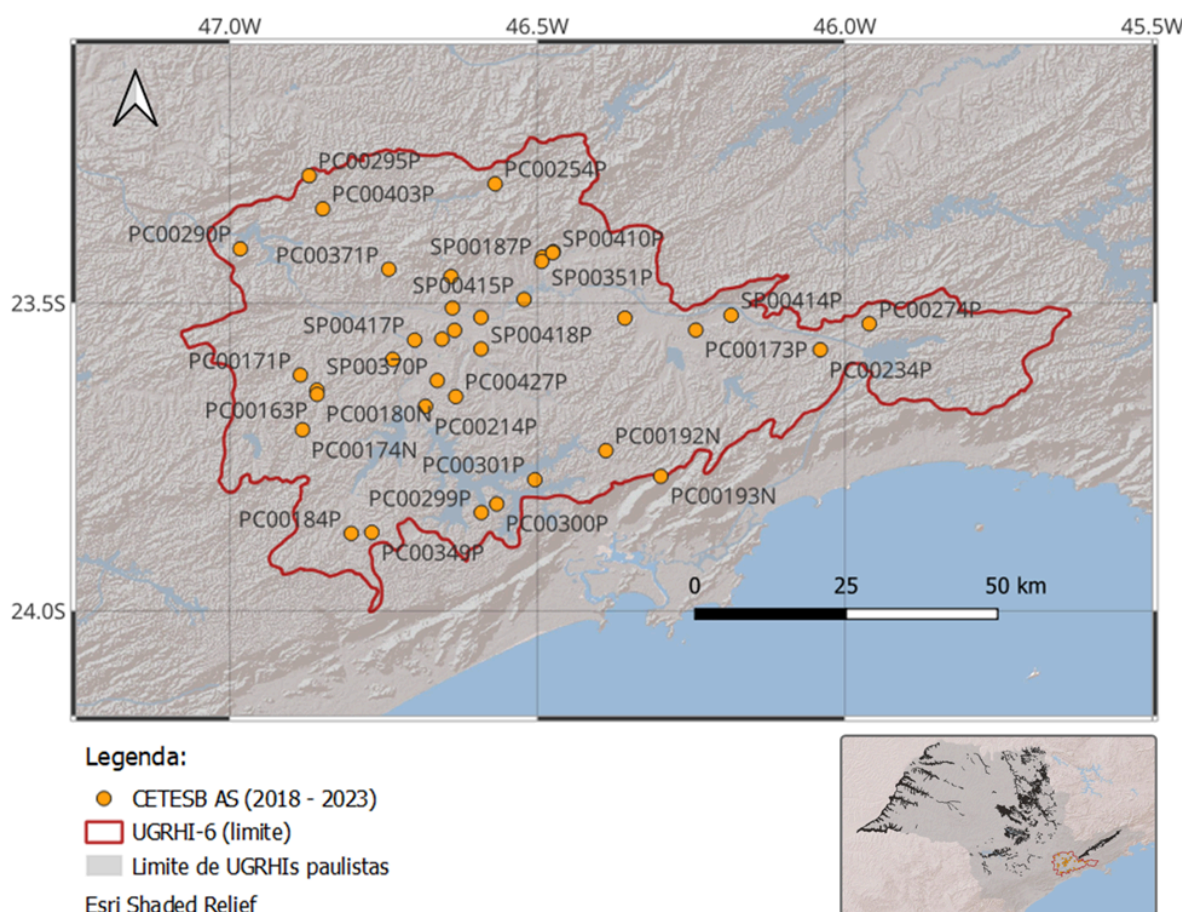 47.0W 46.5W 46.0W 45.5W
PC00295P
PC00254P
PC00403P
PC00290P
SP00187P SP00410P
PC00371P
SP00351P
SP00415P
23.5S
SP00414P
PC00274P
SP00417P
SP00418P
PC00173P
PC00171P
SP00370P
PC00234P
PC00427P
PC00163P PC00180N
PC00214P
PC00192N
PC00174N
PC00301P
PC00299P
PC00193N
PC00184P
PC00300P
PC00349P
0 25 50 km
24.0S
Legenda:
CETESB AS (2018 - 2023)
UGRHI-6 (limite)
Limite de UGRHIs paulistas
Esri Shaded Relief